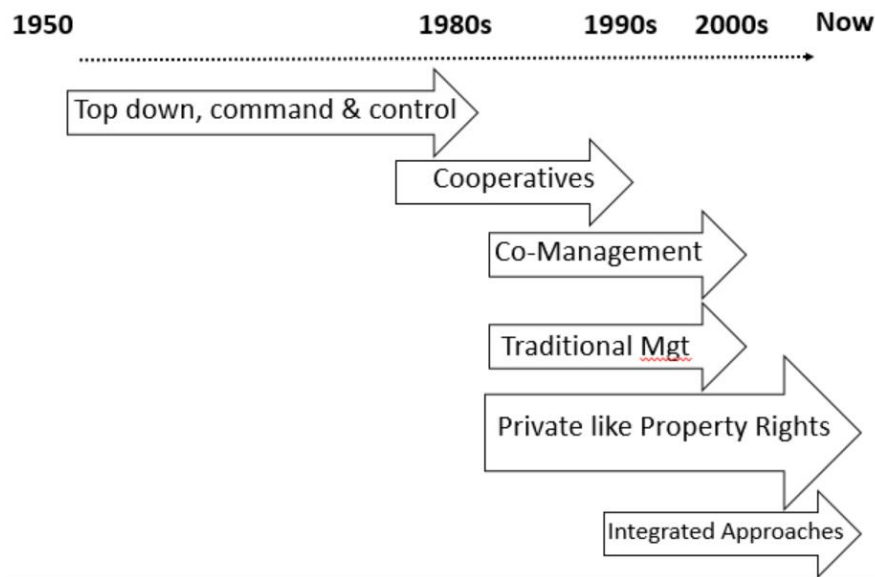 1950 1980s 1990s 2000s Now
Top down, command & control
Cooperatives
Co-Management
Traditional Mgt
Private like Property Rights
Integrated Approaches